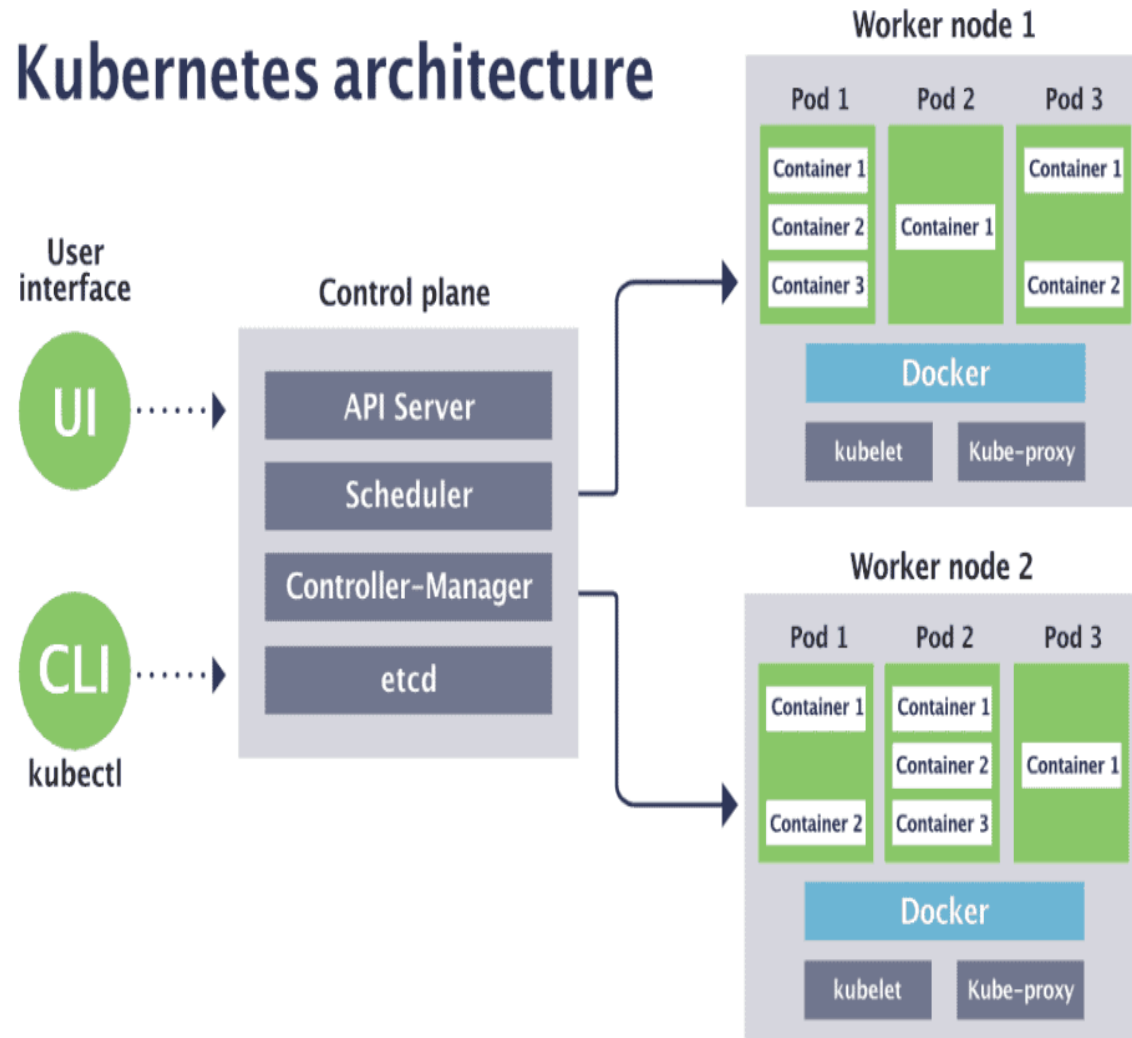 Kubernetes architecture
User
interface
UI
CLI
kubectl
Control plane
API Server
Scheduler
Controller-Manager
etcd
Worker node 1
Pod 1
Container 1
Container 2
Container 3
Pod 2
Container 1
Pod 3
Container 1
Container 2
Docker
kubelet
Kube-proxy
Worker node 2
Pod 1
Container 1
Container 2
Pod 2
Container 1
Container 2
Container 3
Pod 3
Container 1
Docker
kubelet
Kube-proxy